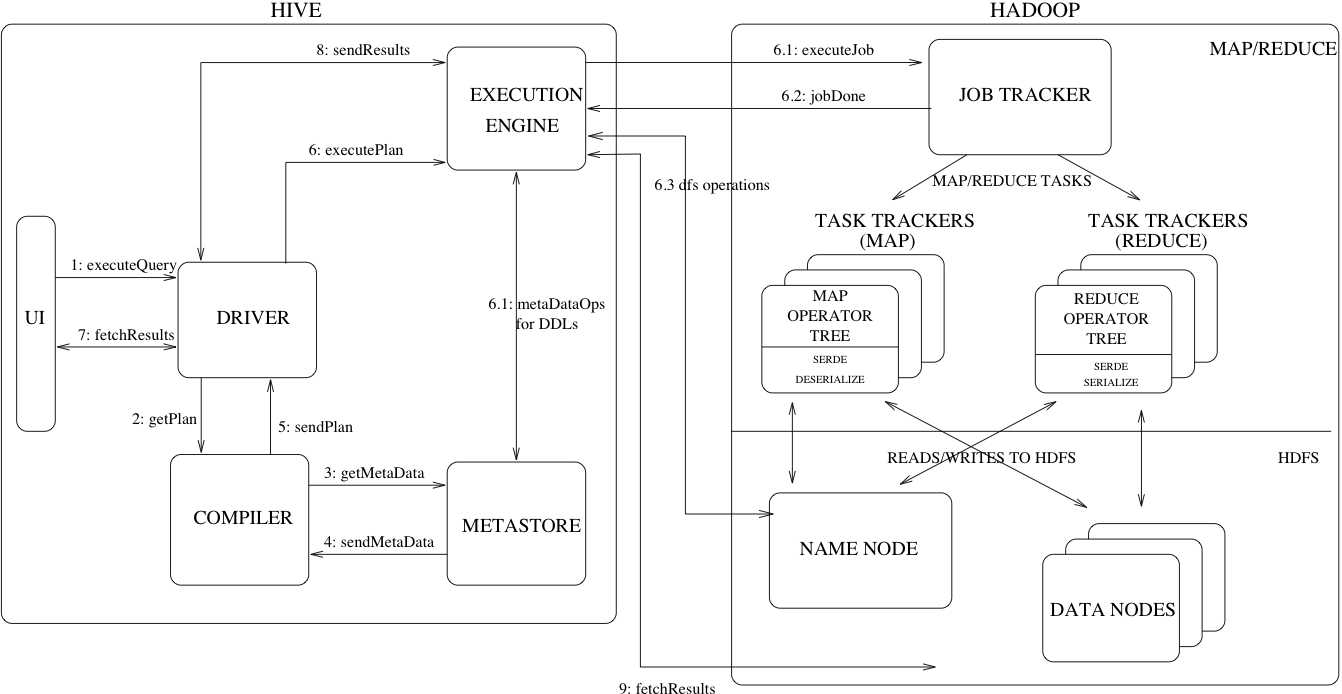 HIVE
HADOOP
8: sendResults
6.1: executeJob
MAP/REDUCE
EXECUTION
ENGINE
6.2: jobDone
JOB TRACKER
6: executePlan
6.3 dfs operations
MAP/REDUCE TASKS
TASK TRACKERS
(MAP)
TASK TRACKERS
(REDUCE)
1: executeQuery
UI
DRIVER
7: fetchResults
6.1: metaDataOps
for DDLs
MAP
OPERATOR
TREE
SERDE
DESERIALIZE
REDUCE
OPERATOR
TREE
SERDE
SERIALIZE
2: getPlan
5: sendPlan
READS/WRITES TO HDFS
HDFS
3: getMetaData
COMPILER
METASTORE
4: sendMetaData
NAME NODE
DATA NODES
9: fetchResults